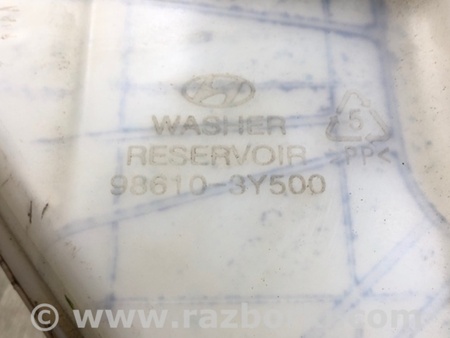 WASHER
5
RESERVOIR
>PP<
98610-3Y500
© www.razborka.com